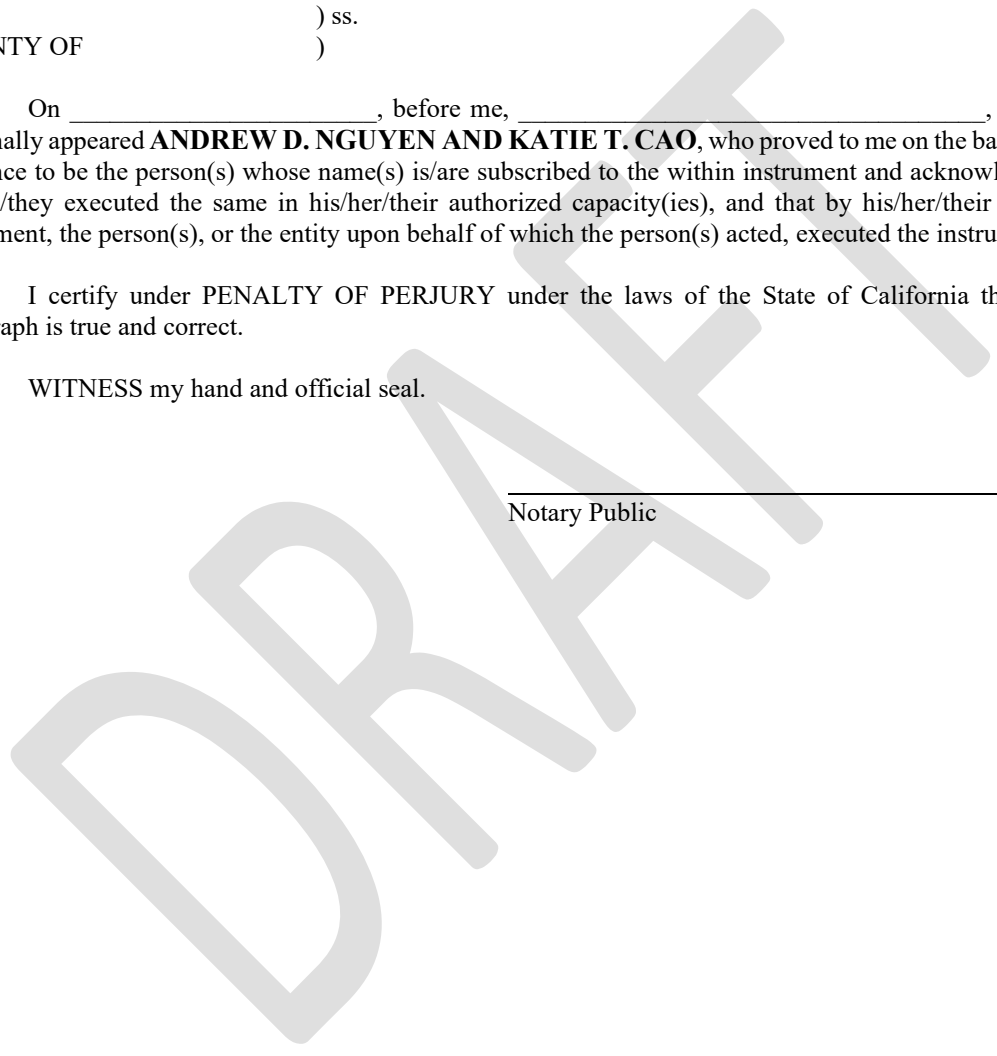 ) ss.
NTY OF )
On ________________________, before me, ____________________________________,
nally appeared ANDREW D. NGUYEN AND KATIE T. CAO, who proved to me on the ba
nce to be the person(s) whose name(s) is/are subscribed to the within instrument and acknowl
/they executed the same in his/her/their authorized capacity(ies), and that by his/her/their
ment, the person(s), or the entity upon behalf of which the person(s) acted, executed the instru
I certify under PENALTY OF PERJURY under the laws of the State of California th
raph is true and correct.
WITNESS my hand and official seal.
Notary Public
DRAFT